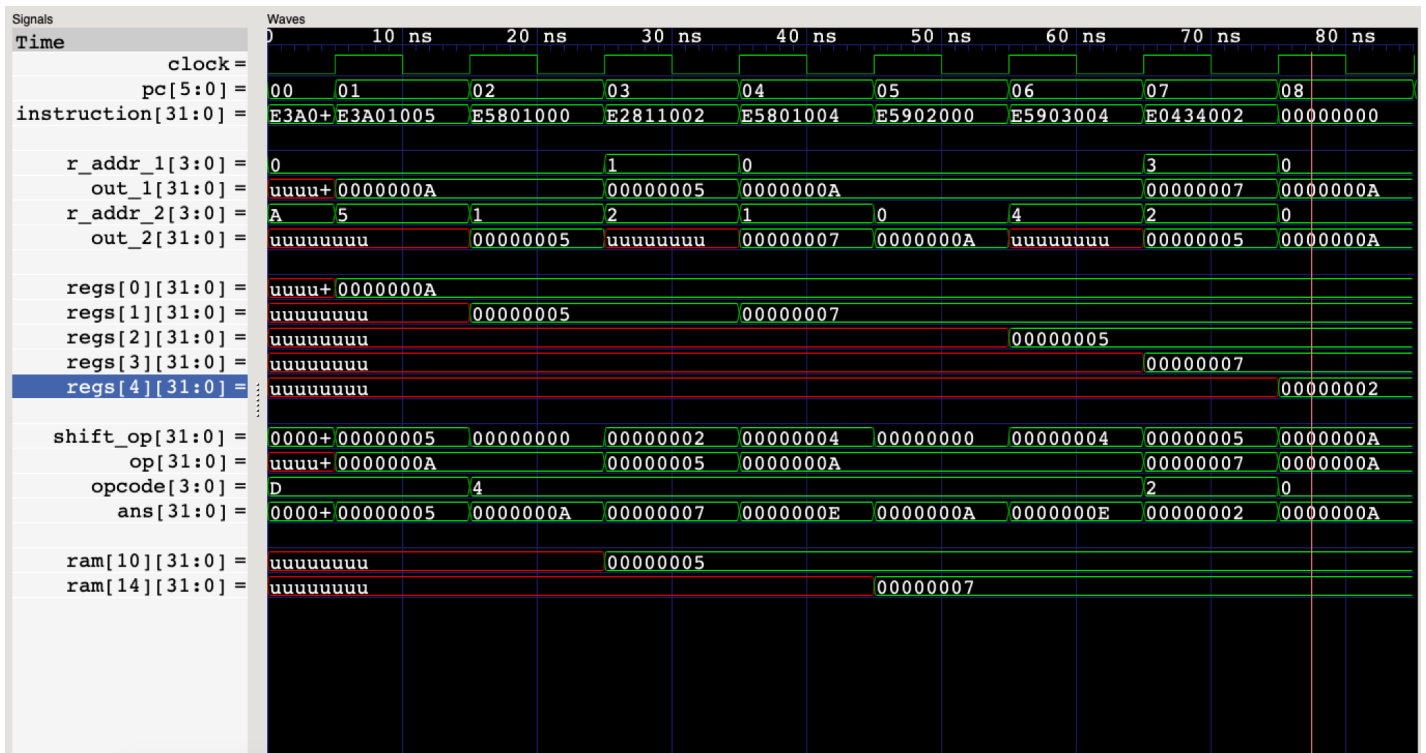 Signals Waves
Time 10 ns 20 ns 30 ns 40 ns 50 ns 60 ns 70 ns 80 ns
clock =
pc[5:0] = 00 01 02 03 04 05 06 07 08
instruction[31:0] = E3A0+ E3A01005 E5801000 E2811002 E5801004 E5902000 E5903004 E0434002 00000000
r_addr_1[3:0] = 0 1 0 3 0
out_1[31:0] = uuuu+ 0000000A 00000005 0000000A 00000007 0000000A
r_addr_2[3:0] = A 5 1 2 1 0 4 2 0
out_2[31:0] = uuuuuuuu 00000005 uuuuuuuu 00000007 0000000A uuuuuuuu 00000005 0000000A
regs[0][31:0] = uuuu+ 0000000A
regs[1][31:0] = uuuuuuuu 00000005 00000007
regs[2][31:0] = uuuuuuuu 00000005
regs[3][31:0] = uuuuuuuu 00000007
regs[4][31:0] = uuuuuuuu 00000002
shift_op[31:0] = 0000+ 00000005 00000000 00000002 00000004 00000000 00000004 00000005 0000000A
op[31:0] = uuuu+ 0000000A 00000005 0000000A 00000007 0000000A
opcode[3:0] = D 4 2 0
ans[31:0] = 0000+ 00000005 0000000A 00000007 0000000E 0000000A 0000000E 00000002 0000000A
ram[10][31:0] = uuuuuuuu 00000005
ram[14][31:0] = uuuuuuuu 00000007